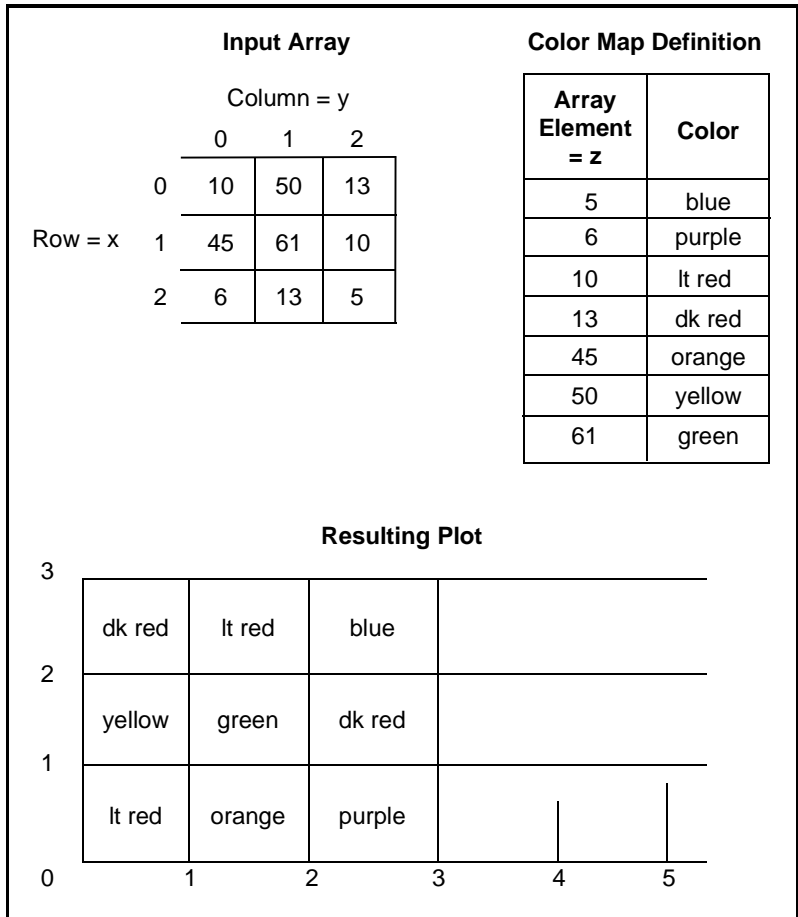 Input Array
Column = y
0 1 2
0 10 50 13
Row = x 1 45 61 10
2 6 13 5
Color Map Definition
Array
Element
= z
Color
5 blue
6 purple
10 lt red
13 dk red
45 orange
50 yellow
61 green
Resulting Plot
3
dk red lt red blue
2
yellow green dk red
1
lt red orange purple
0 1 2 3 4 5